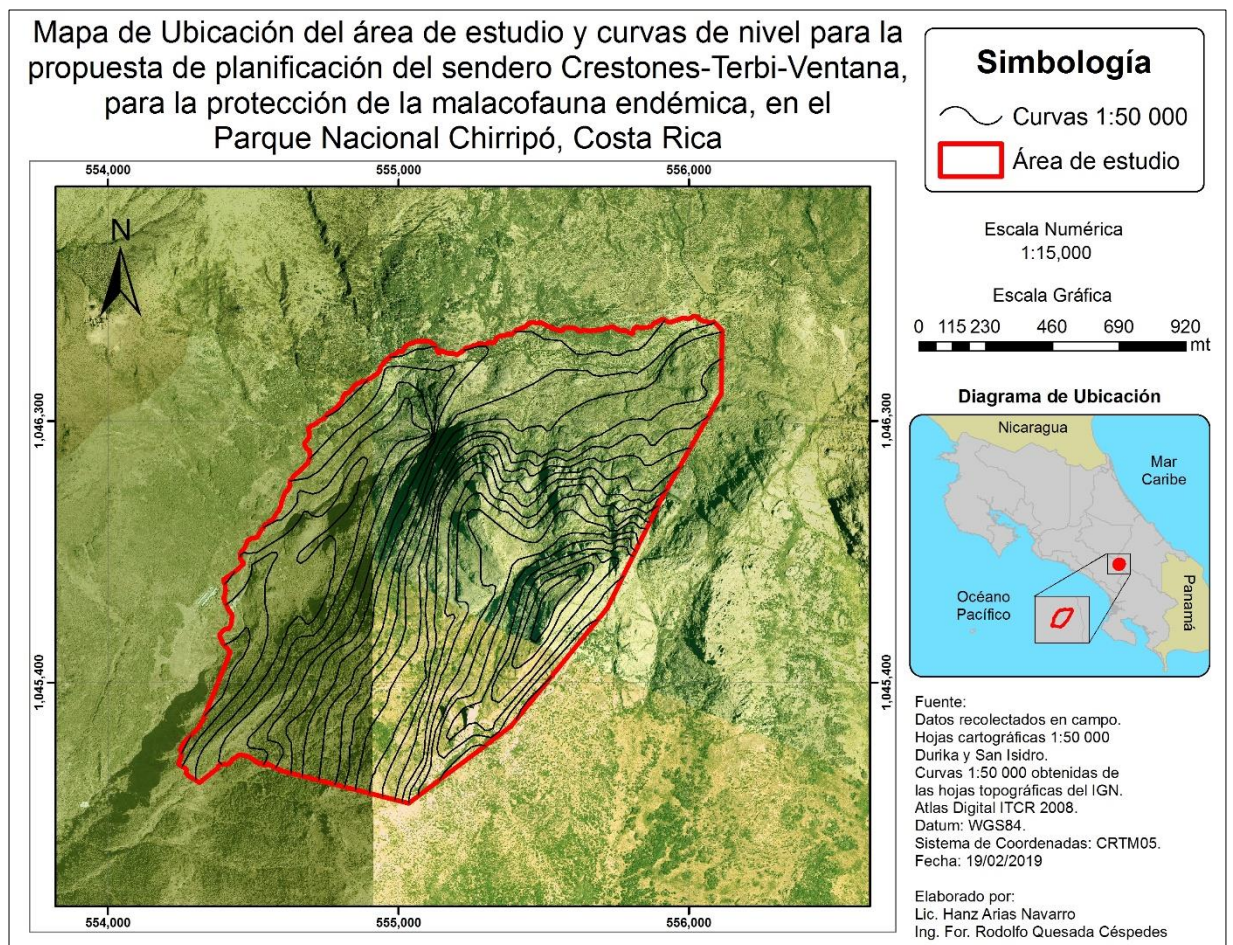 Mapa de Ubicación del área de estudio y curvas de nivel para la
propuesta de planificación del sendero Crestones-Terbi-Ventana,
para la protección de la malacofauna endémica, en el
Parque Nacional Chirripó, Costa Rica
554,000
555,000
556,000
N
1,046,300
1,046,300
1,045,400
1,045,400
554,000
555,000
556,000
Simbología
Curvas 1:50 000
Área de estudio
Escala Numérica
1:15,000
Escala Gráfica
0 115 230 460 690 920
mt
Diagrama de Ubicación
Nicaragua
Mar
Caribe
Océano
Pacífico
Panamá
Fuente:
Datos recolectados en campo.
Hojas cartográficas 1:50 000
Durika y San Isidro.
Curvas 1:50 000 obtenidas de
las hojas topográficas del IGN.
Atlas Digital ITCR 2008.
Datum: WGS84.
Sistema de Coordenadas: CRTM05.
Fecha: 19/02/2019
Elaborado por:
Lic. Hanz Arias Navarro
Ing. For. Rodolfo Quesada Céspedes